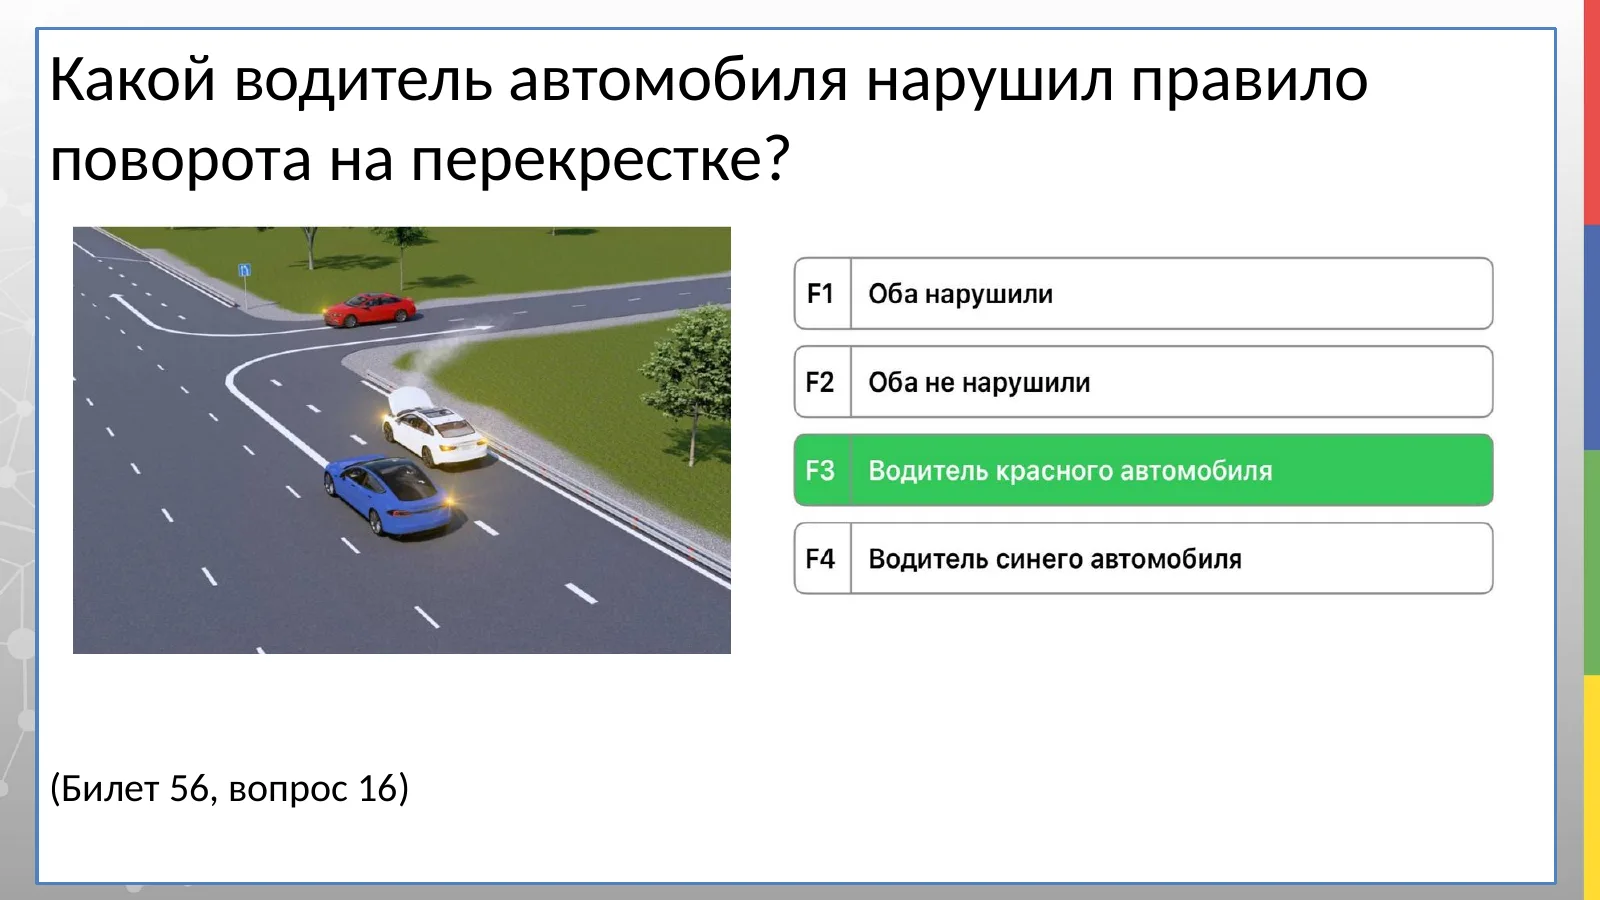 Какой водитель автомобиля нарушил правило
поворота на перекрестке?
F1 Оба нарушили
F2 Оба не нарушили
F3 Водитель красного автомобиля
F4 Водитель синего автомобиля
(Билет 56, вопрос 16)